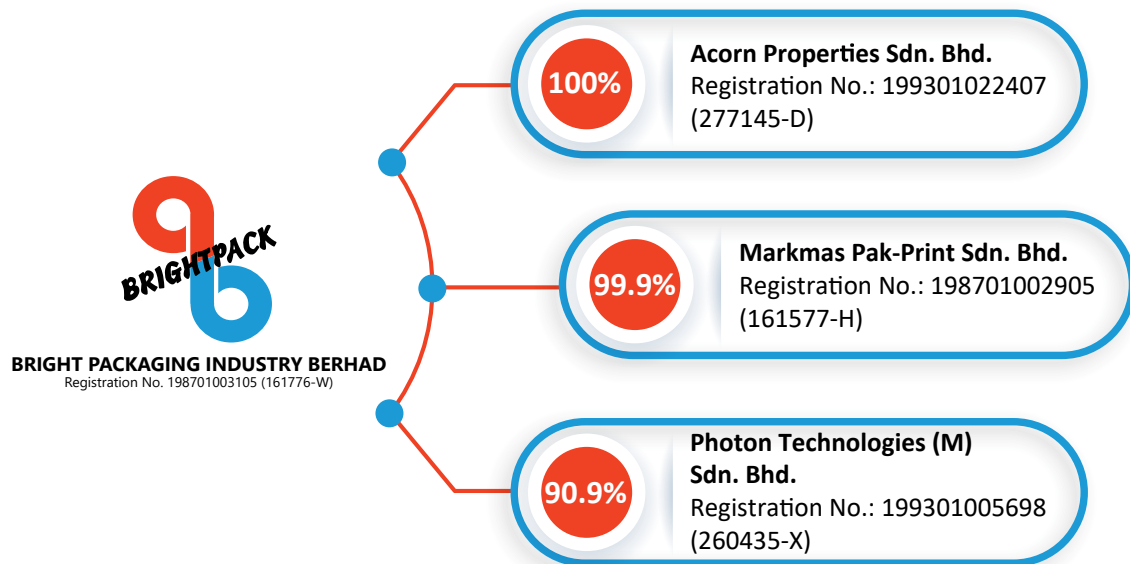 BRIGHTPACK
BRIGHT PACKAGING INDUSTRY BERHAD
Registration No. 198701003105 (161776-W)
100%
Acorn Properties Sdn. Bhd.
Registration No.: 199301022407
(277145-D)
99.9%
Markmas Pak-Print Sdn. Bhd.
Registration No.: 198701002905
(161577-H)
90.9%
Photon Technologies (M)
Sdn. Bhd.
Registration No.: 199301005698
(260435-X)